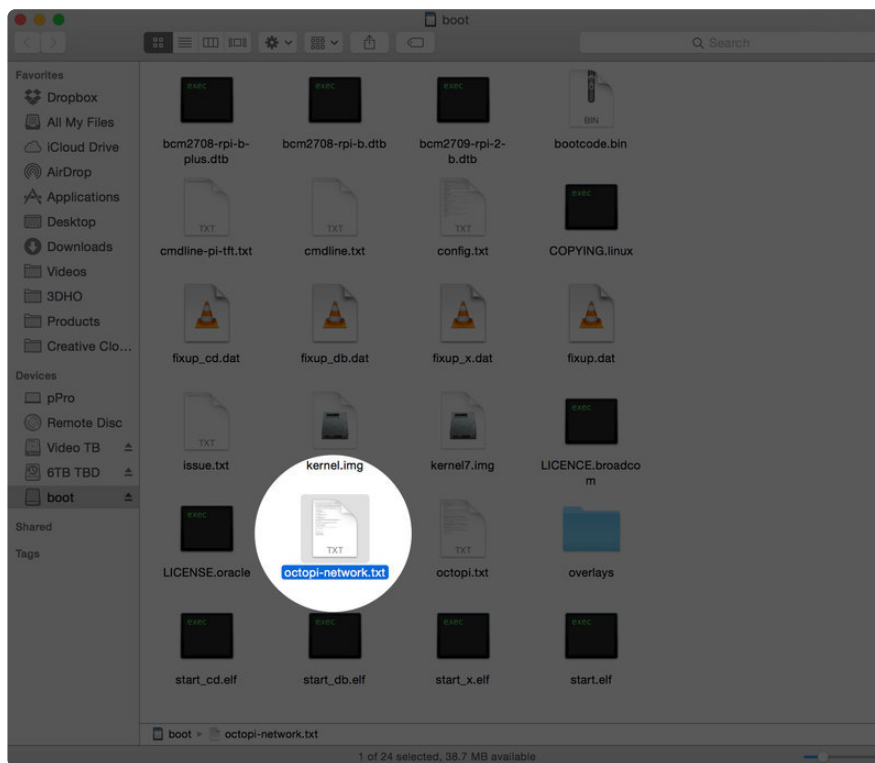 boot
Search
Favorites
Dropbox
All My Files
iCloud Drive
AirDrop
Applications
Desktop
Downloads
Videos
3DHO
Products
Creative Clo...
Devices
pPro
Remote Disc
Video TB
6TB TBD
boot
Shared
Tags
exec
exec
exec
BIN
bcm2708-rpi-b-
plus.dtb
bcm2708-rpi-b.dtb
bcm2709-rpi-2-
b.dtb
bootcode.bin
TXT
TXT
TXT
exec
cmdline-pi-tft.txt
cmdline.txt
config.txt
COPYING.linux
fixup_cd.dat
fixup_db.dat
fixup_x.dat
fixup.dat
TXT
exec
issue.txt
kernel.img
kernel7.img
LICENCE.broadco
m
exec
TXT
TXT
LICENSE.oracle
octopi-network.txt
octopi.txt
overlays
exec
exec
exec
exec
start_cd.elf
start_db.elf
start_x.elf
start.elf
boot
octopi-network.txt
1 of 24 selected, 38.7 MB available